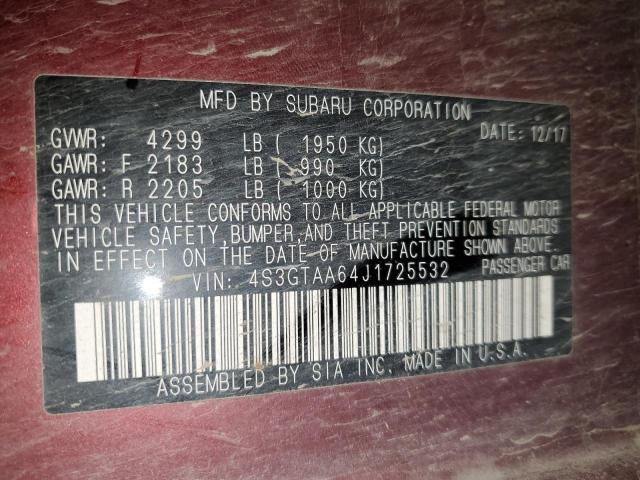 MFD BY SUBARU CORPORATION
DATE: 12/17
GVWR: 4299 LB ( 1950 KG)
GAWR: F 2183 LB ( 990 KG)
GAWR: R 2205 LB ( 1000 KG)
THIS VEHICLE CONFORMS TO ALL APPLICABLE FEDERAL MOTOR
VEHICLE SAFETY,BUMPER,AND THEFT PREVENTION STANDARDS
IN EFFECT ON THE DATE OF MANUFACTURE SHOWN ABOVE.
VIN: 4S3GTAA64J1725532 PASSENGER CAR
ASSEMBLED BY SIA INC. MADE IN U.S.A.